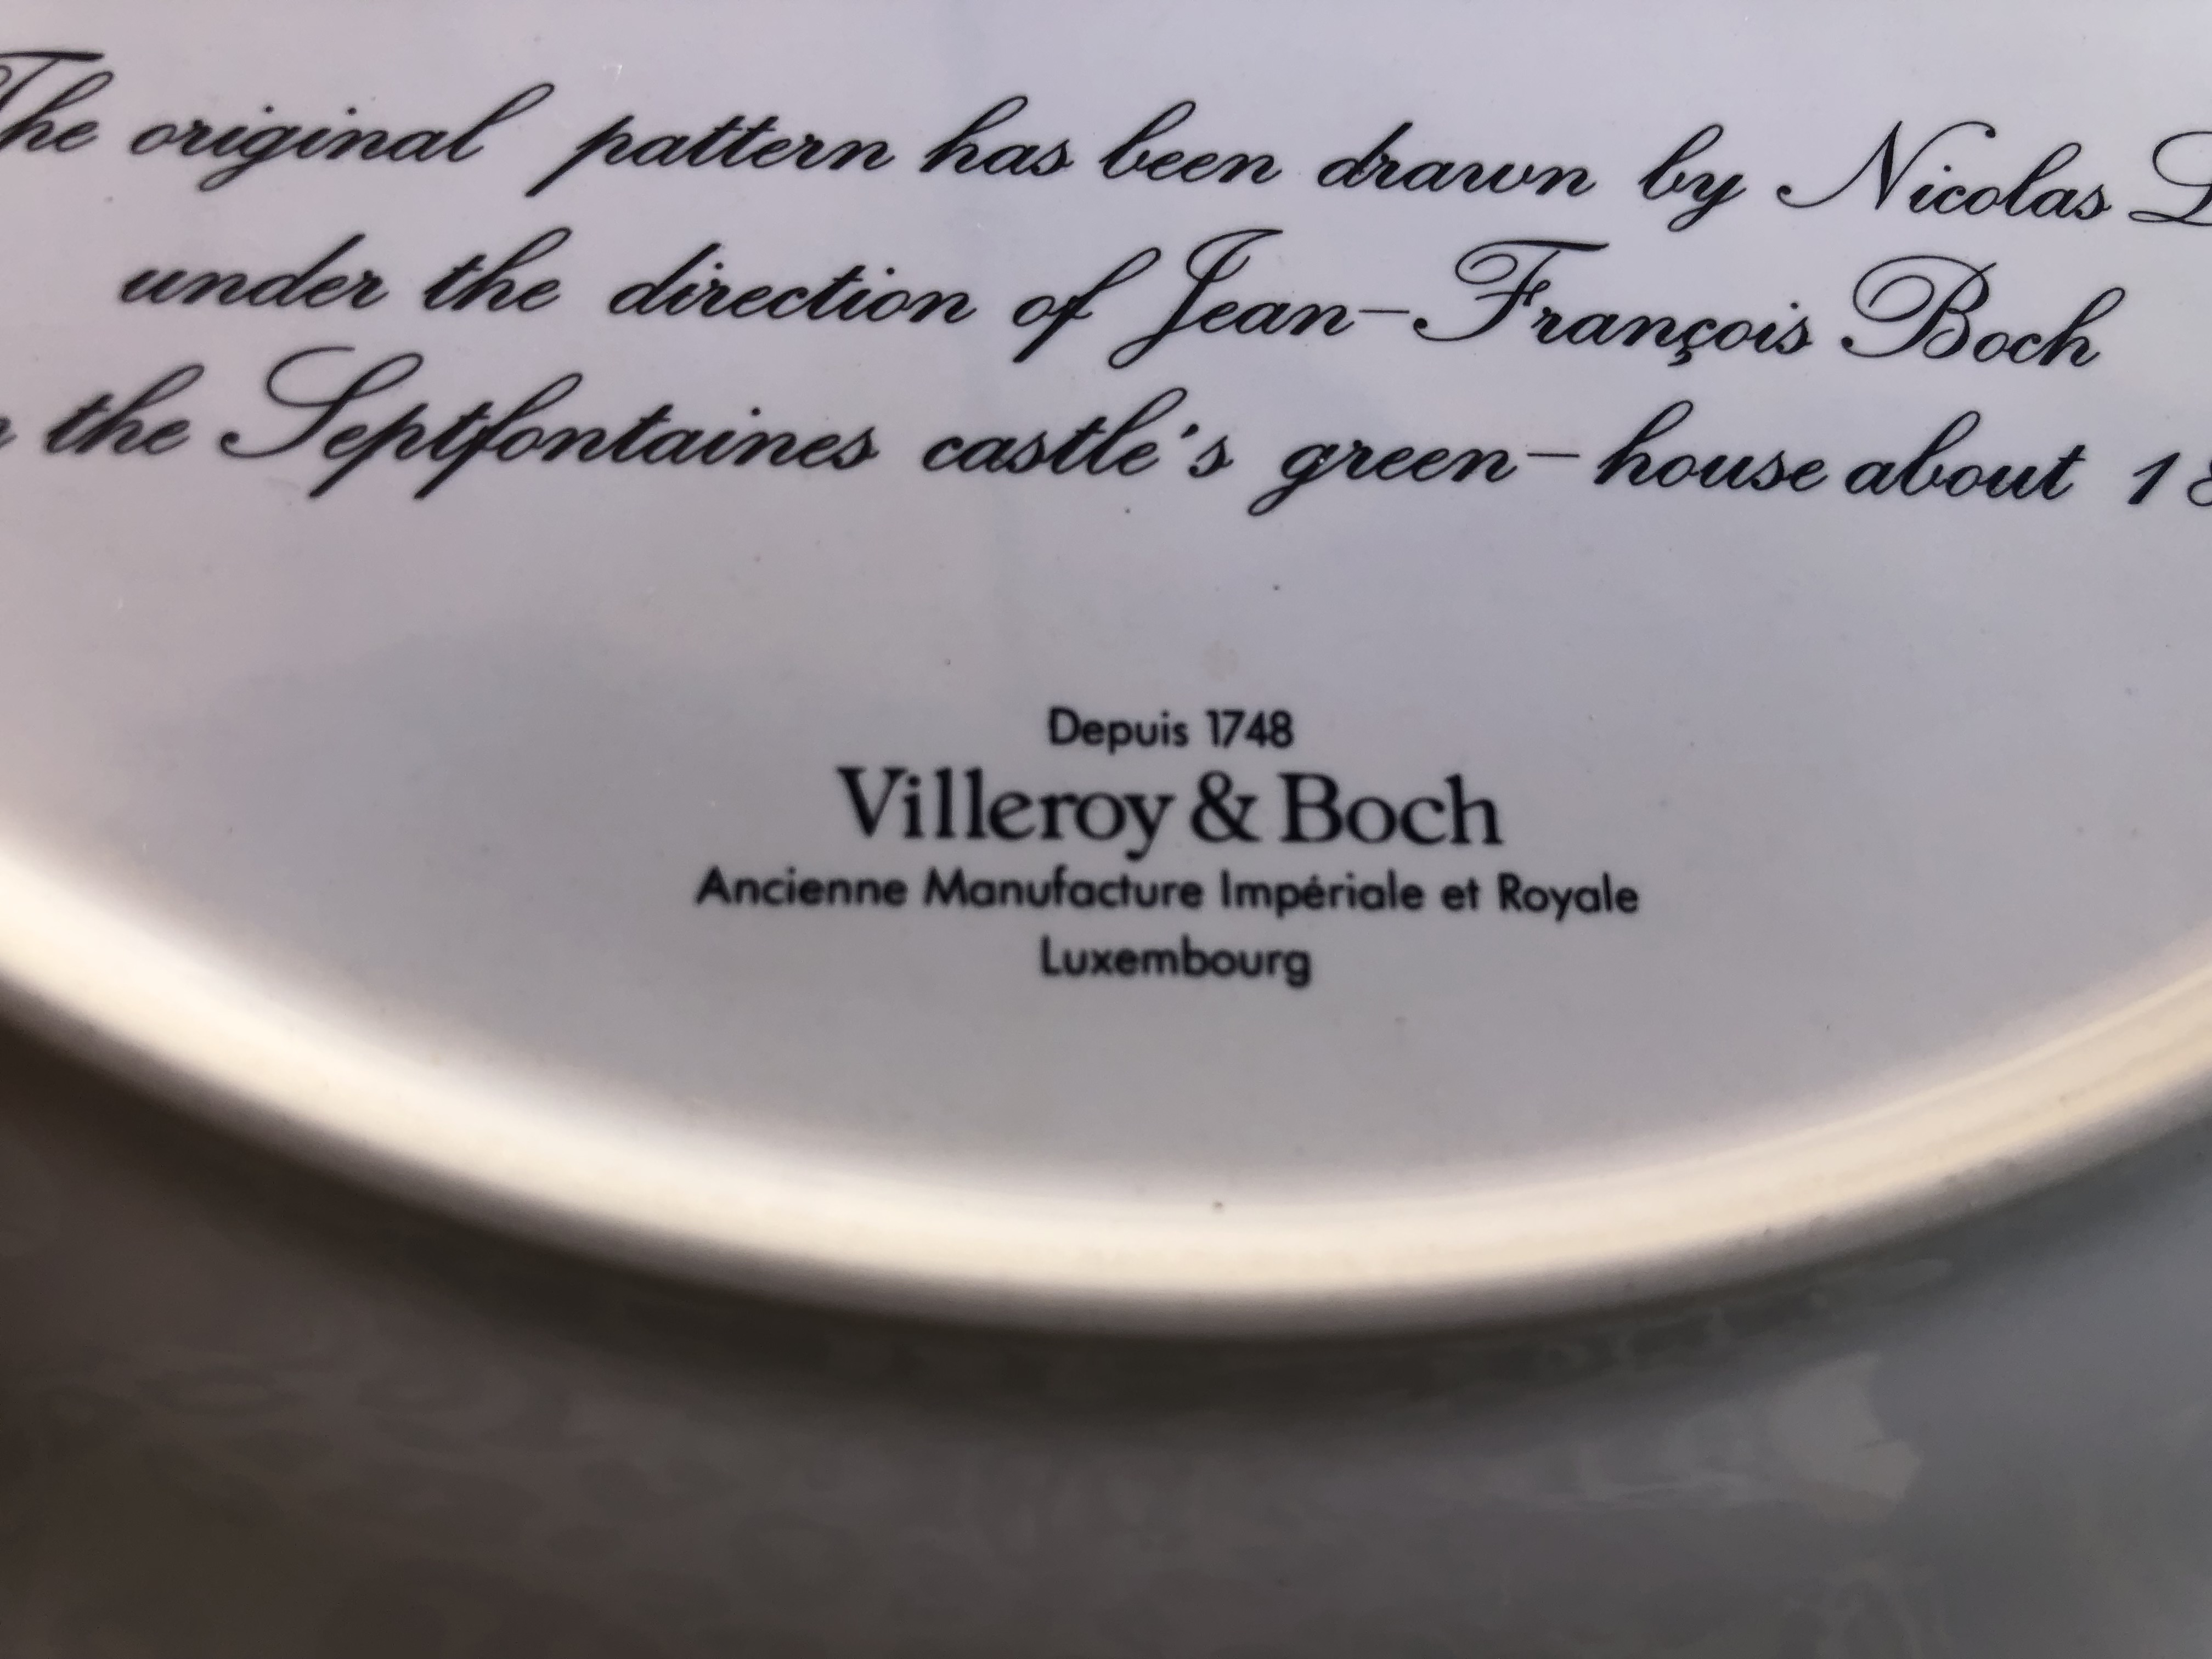 The original pattern has been drawn by Nicolas
under the direction of Jean-François Boch
the Septfontaines castle's green-house about
Depuis 1748
Villeroy & Boch
Ancienne Manufacture Impériale et Royale
Luxembourg